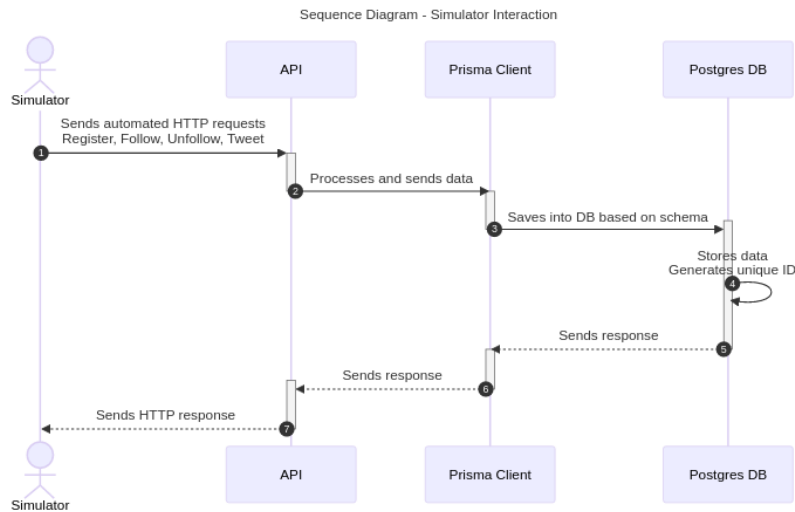 Sequence Diagram - Simulator Interaction
API
Prisma Client
Postgres DB
Simulator
Sends automated HTTP requests
Register, Follow, Unfollow, Tweet
1
2
Processes and sends data
3
Saves into DB based on schema
Stores data
Generates unique ID
4
Sends response
5
Sends response
6
Sends HTTP response
7
API
Prisma Client
Postgres DB
Simulator